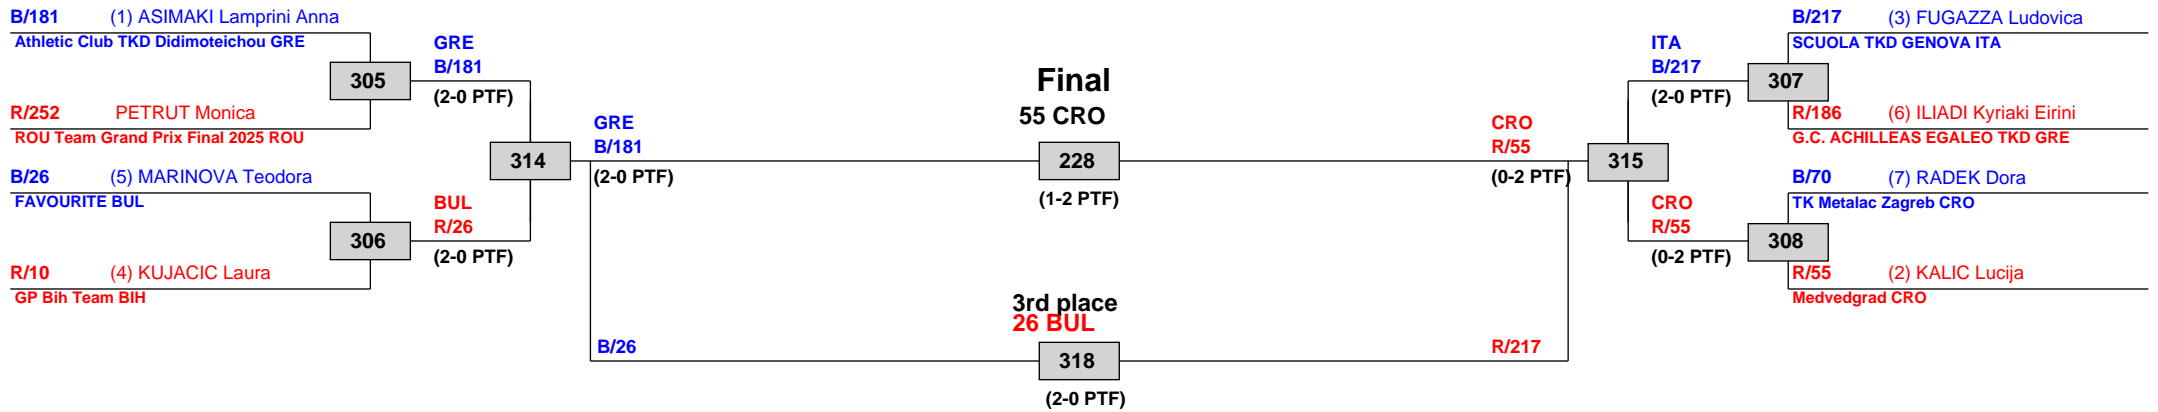 B/181 (1) ASIMAKI Lamprini Anna
Athletic Club TKD Didimoteichou GRE
305
R/252 PETRUT Monica
ROU Team Grand Prix Final 2025 ROU
B/26 (5) MARINOVA Teodora
FAVOURITE BUL
306
R/10 (4) KUJACIC Laura
GP Bih Team BIH
GRE
B/181
(2-0 PTF)
314
BUL
R/26
(2-0 PTF)
GRE
B/181
(2-0 PTF)
B/26
Final
55 CRO
228
(1-2 PTF)
3rd place
26 BUL
318
(2-0 PTF)
CRO
R/55
(0-2 PTF)
R/217
315
ITA
B/217
(2-0 PTF)
CRO
R/55
(0-2 PTF)
B/217 (3) FUGAZZA Ludovica
SCUOLA TKD GENOVA ITA
307
R/186 (6) ILIADI Kyriaki Eirini
G.C. ACHILLEAS EGALEO TKD GRE
B/70 (7) RADEK Dora
TK Metalac Zagreb CRO
308
R/55 (2) KALIC Lucija
Medvedgrad CRO